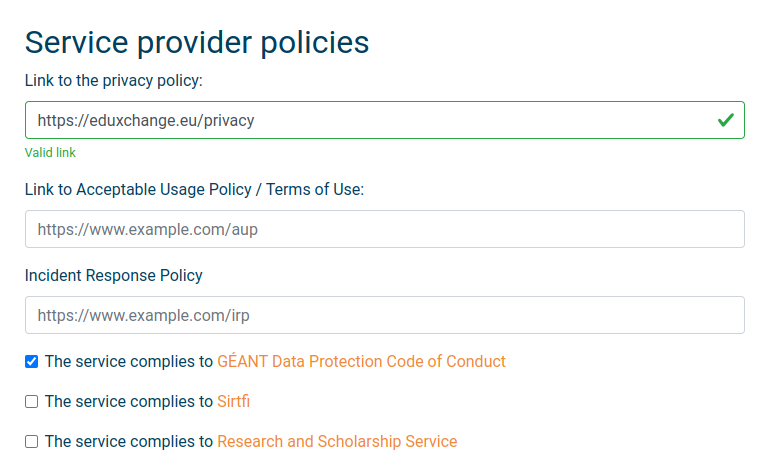 Service provider policies
Link to the privacy policy:
https://eduxchange.eu/privacy
Valid link
Link to Acceptable Usage Policy / Terms of Use:
https://www.example.com/aup
Incident Response Policy
https://www.example.com/irp
The service complies to GÉANT Data Protection Code of Conduct
The service complies to Sirtfi
The service complies to Research and Scholarship Service